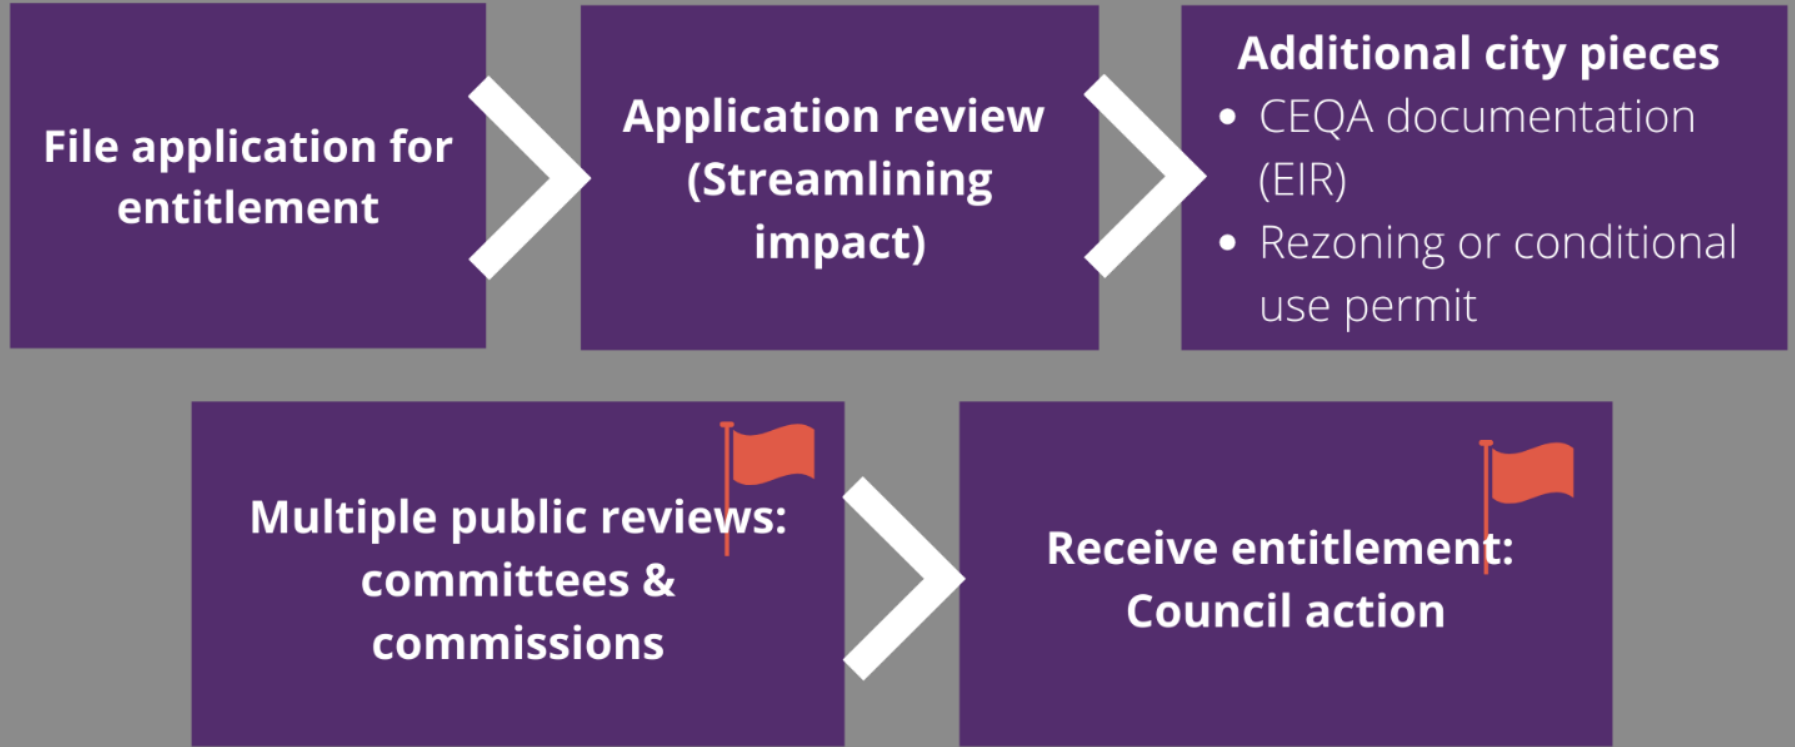 File application for
entitlement
Application review
(Streamlining
impact)
Additional city pieces
• CEQA documentation
(EIR)
• Rezoning or conditional
use permit
Multiple public reviews:
committees &
commissions
Receive entitlement:
Council action